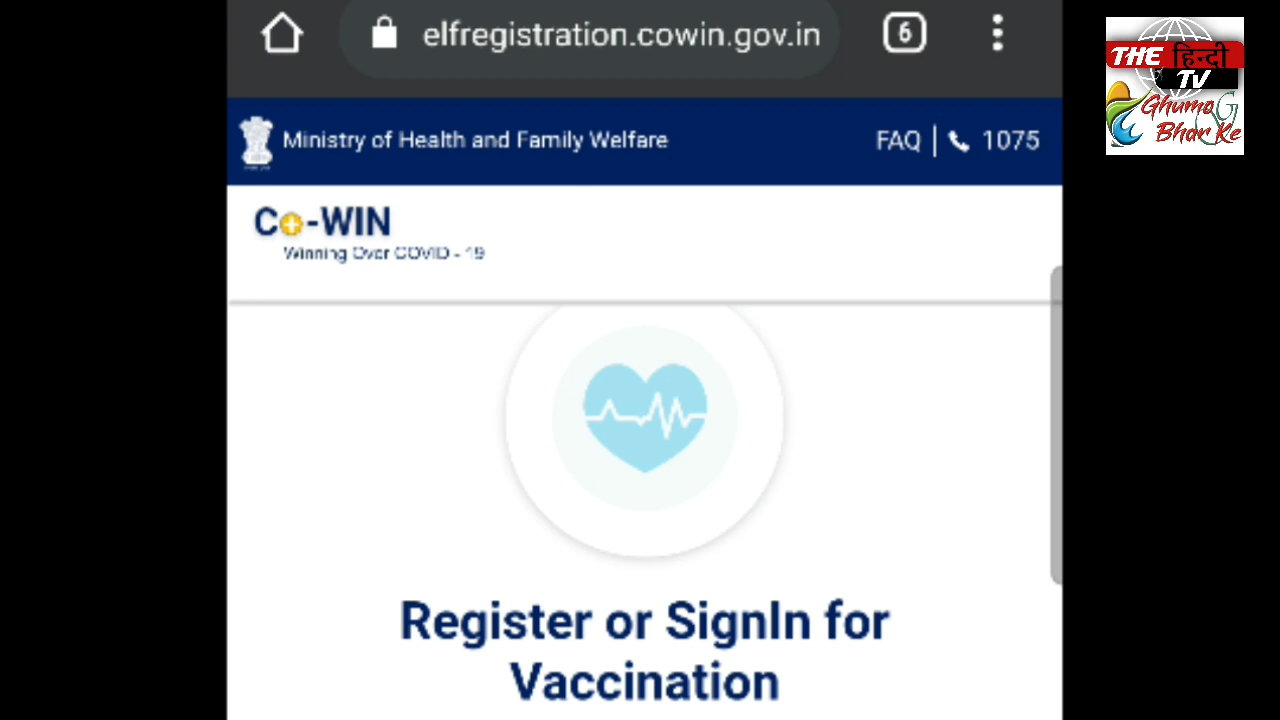 elfregistration.cowin.gov.in
6
THE हिन्दी
TV
Ghumo G
Bhar Ke
Ministry of Health and Family Welfare
FAQ | 1075
Co-WIN
Winning Over COVID - 19
Register or SignIn for
Vaccination